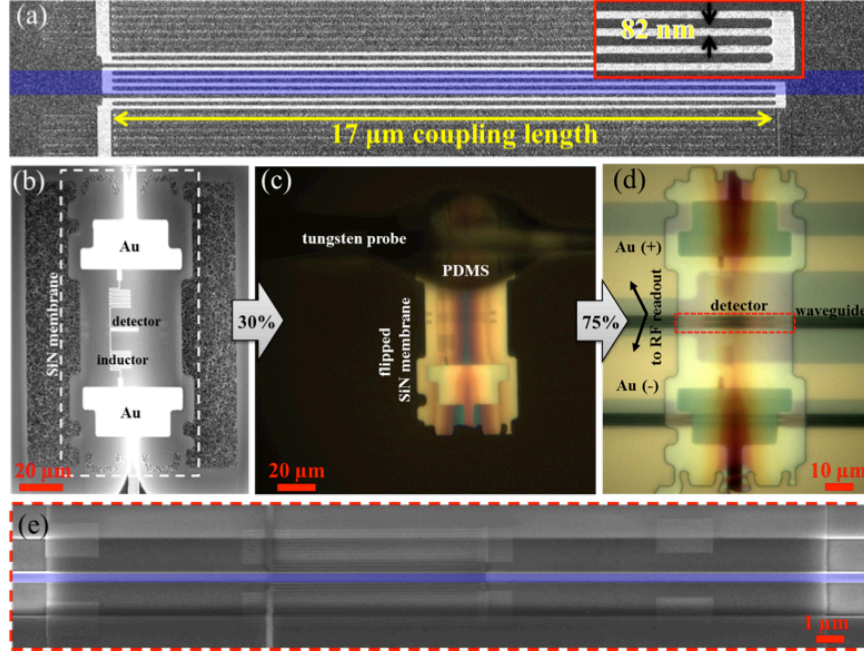 (a)
82 nm
17 µm coupling length
(b)
Au
SiN membrane
detector
inductor
Au
20 µm
30%
(c)
tungsten probe
PDMS
flipped
SiN membrane
20 µm
75%
(d)
Au (+)
detector
waveguide
to RF readout
Au (-)
10 µm
(e)
1 µm